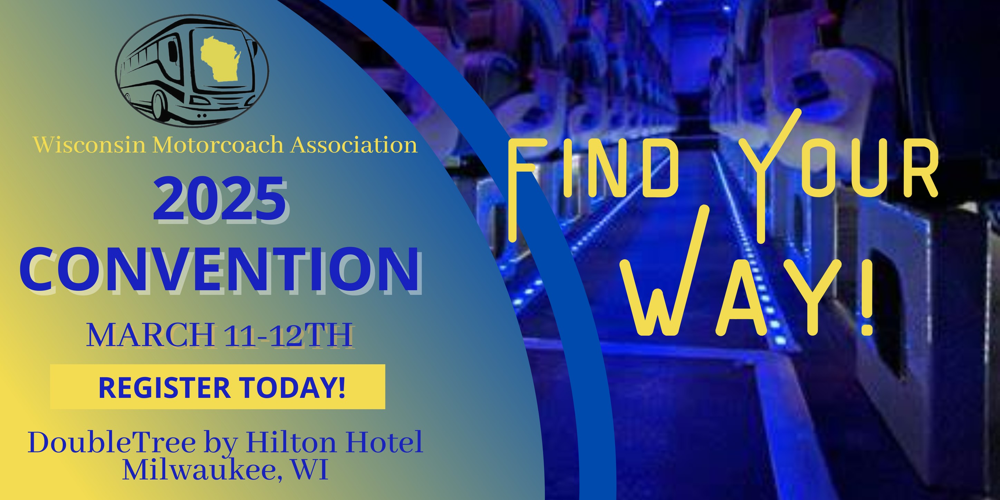 Wisconsin Motorcoach Association
2025
CONVENTION
MARCH 11-12TH
REGISTER TODAY!
DoubleTree by Hilton Hotel
Milwaukee, WI
FIND YOUR
WAY!